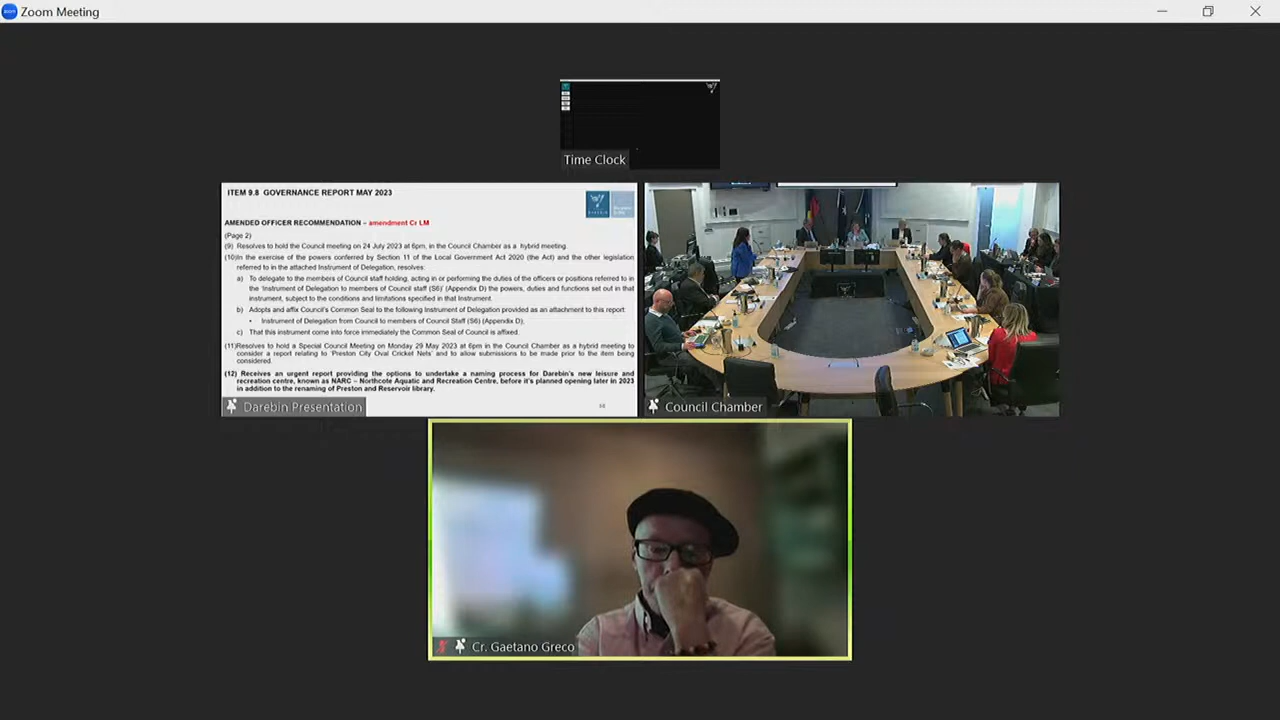 Zoom Meeting
Time Clock
ITEM 9.8 GOVERNANCE REPORT MAY 2023
AMENDED OFFICER RECOMMENDATION – amendment Cr LM
(Page 2)
(9) Resolves to hold the Council meeting on 24 July 2023 at 6pm, in the Council Chamber as a hybrid meeting.
(10)In the exercise of the powers conferred by Section 11 of the Local Government Act 2020 (the Act) and the other legislation
referred to in the attached Instrument of Delegation, resolves:
a) To delegate to the members of Council staff holding, acting in or performing the duties of the officers or positions referred to in
the 'Instrument of Delegation to members of Council staff (S6)' (Appendix D) the powers, duties and functions set out in that
instrument, subject to the conditions and limitations specified in that Instrument.
b) Adopts and affix Council's Common Seal to the following Instrument of Delegation provided as an attachment to this report
• Instrument of Delegation from Council to members of Council Staff (S6) (Appendix D).
c) That this instrument come into force immediately the Common Seal of Council is affixed.
(11)Resolves to hold a Special Council Meeting on Monday 29 May 2023 at 6pm in the Council Chamber as a hybrid meeting to
consider a report relating to 'Preston City Oval Cricket Nets' and to allow submissions to be made prior to the item being
considered.
(12) Receives an urgent report providing the options to undertake a naming process for Darebin's new leisure and
recreation centre, known as NARC – Northcote Aquatic and Recreation Centre, before it's planned opening later in 2023
in addition to the renaming of Preston and Reservoir library.
Darebin Presentation
Council Chamber
Cr. Gaetano Greco